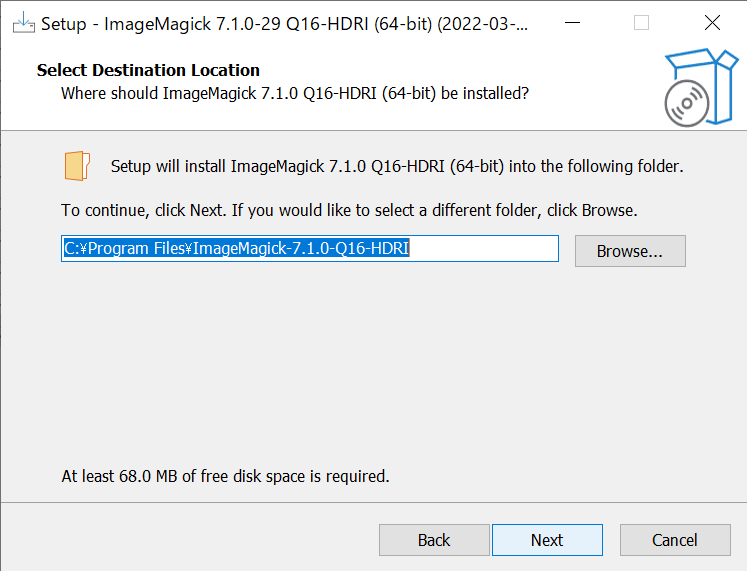 Setup - ImageMagick 7.1.0-29 Q16-HDRI (64-bit) (2022-03-...
Select Destination Location
Where should ImageMagick 7.1.0 Q16-HDRI (64-bit) be installed?
Setup will install ImageMagick 7.1.0 Q16-HDRI (64-bit) into the following folder.
To continue, click Next. If you would like to select a different folder, click Browse.
C:¥Program Files¥ImageMagick-7.1.0-Q16-HDRI
Browse...
At least 68.0 MB of free disk space is required.
Back
Next
Cancel